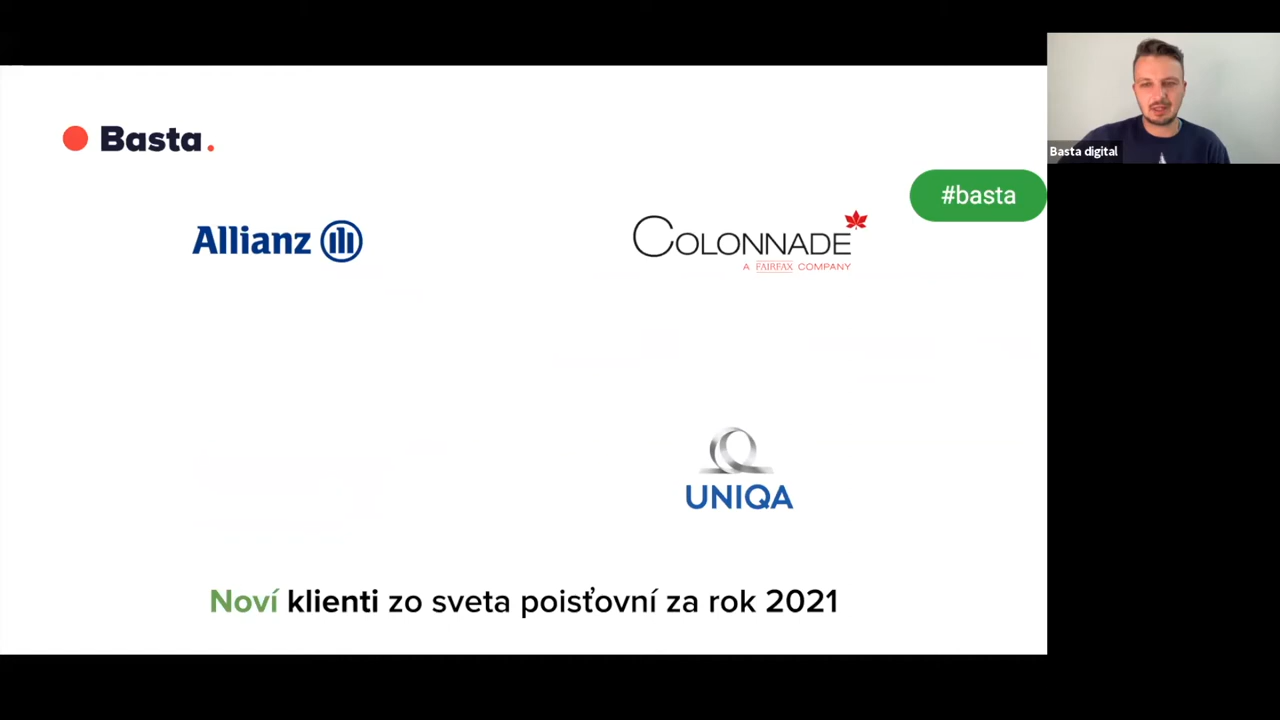 Basta.
Basta digital
#basta
Allianz
COLONNADE
A FAIRFAX COMPANY
UNIQA
Noví klienti zo sveta poisťovní za rok 2021